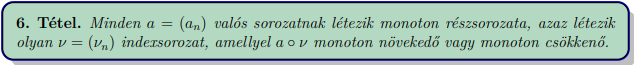 6. Tétel. Minden a = (aₙ) valós sorozatnak létezik monoton részsorozata, azaz létezik
olyan ν = (νₙ) indexsorozat, amellyel a ∘ ν monoton növekedő vagy monoton csökkenő.